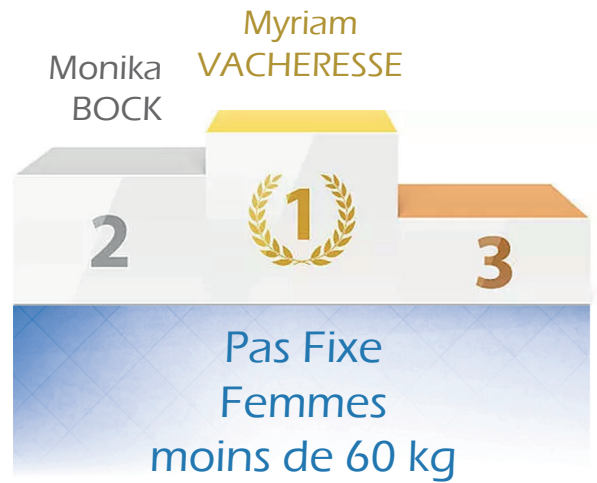 Myriam
VACHERESSE
Monika
BOCK
1
2
3
Pas Fixe
Femmes
moins de 60 kg